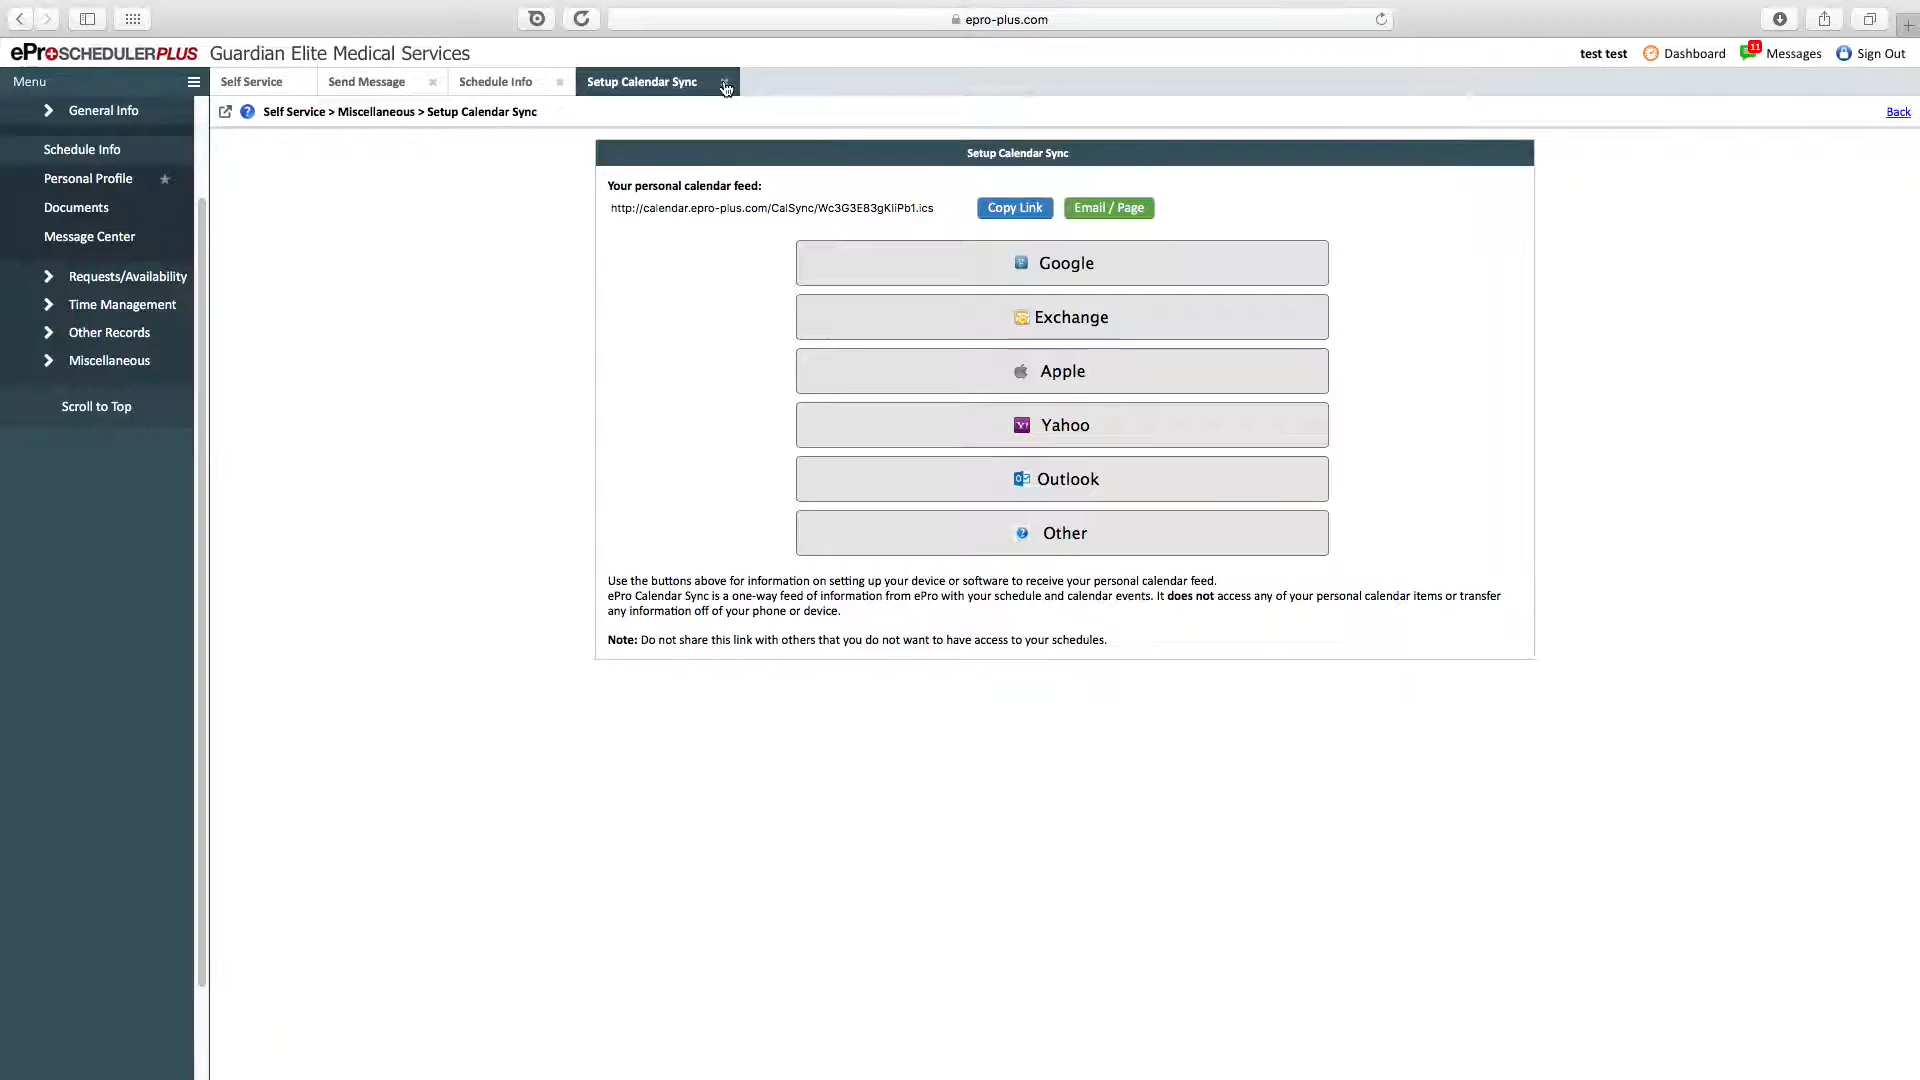 epro-plus.com
ePrOSCHEDULERPLUS Guardian Elite Medical Services
test test Dashboard 11 Messages Sign Out
Menu
Self Service Send Message Schedule Info Setup Calendar Sync
Self Service > Miscellaneous > Setup Calendar Sync
Back
General Info
Schedule Info
Personal Profile
Documents
Message Center
Requests/Availability
Time Management
Other Records
Miscellaneous
Scroll to Top
Setup Calendar Sync
Your personal calendar feed:
http://calendar.epro-plus.com/CalSync/Wc3G3E83gKliPb1.ics Copy Link Email / Page
Google
Exchange
Apple
Yahoo
Outlook
Other
Use the buttons above for information on setting up your device or software to receive your personal calendar feed.
ePro Calendar Sync is a one-way feed of information from ePro with your schedule and calendar events. It does not access any of your personal calendar items or transfer
any information off of your phone or device.
Note: Do not share this link with others that you do not want to have access to your schedules.